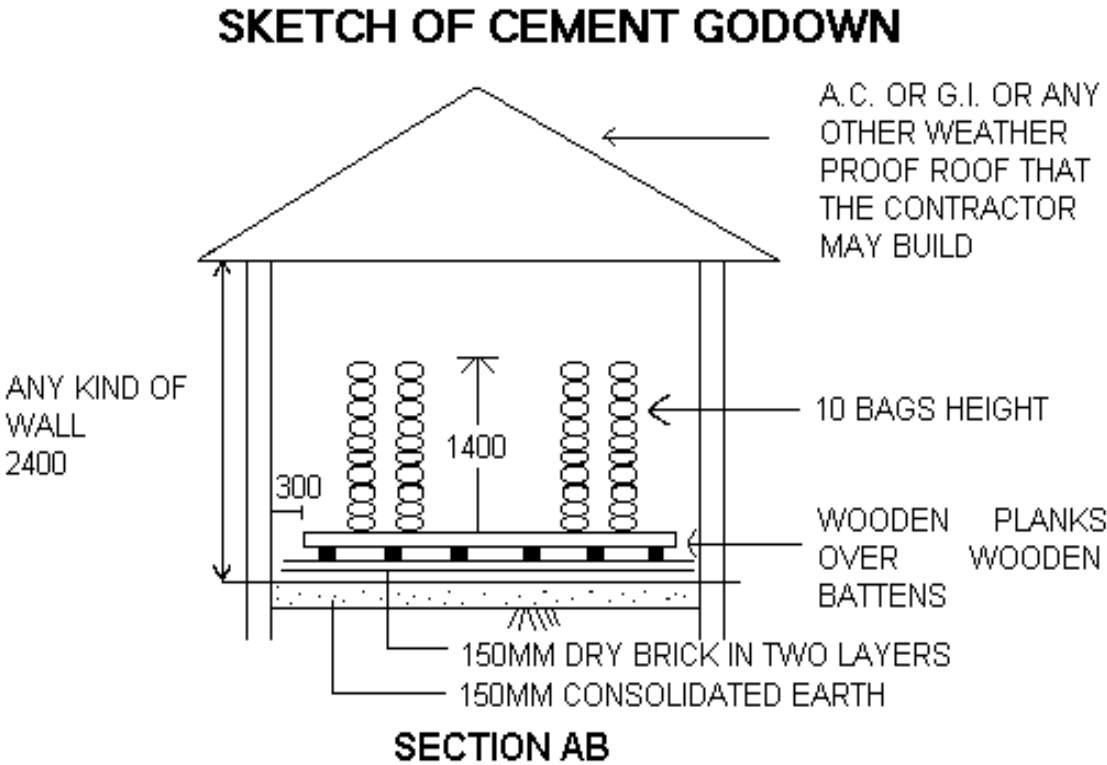 SKETCH OF CEMENT GODOWN
A.C. OR G.I. OR ANY
OTHER WEATHER
PROOF ROOF THAT
THE CONTRACTOR
MAY BUILD
ANY KIND OF
WALL
2400
10 BAGS HEIGHT
1400
300
WOODEN PLANKS
OVER WOODEN
BATTENS
150MM DRY BRICK IN TWO LAYERS
150MM CONSOLIDATED EARTH
SECTION AB